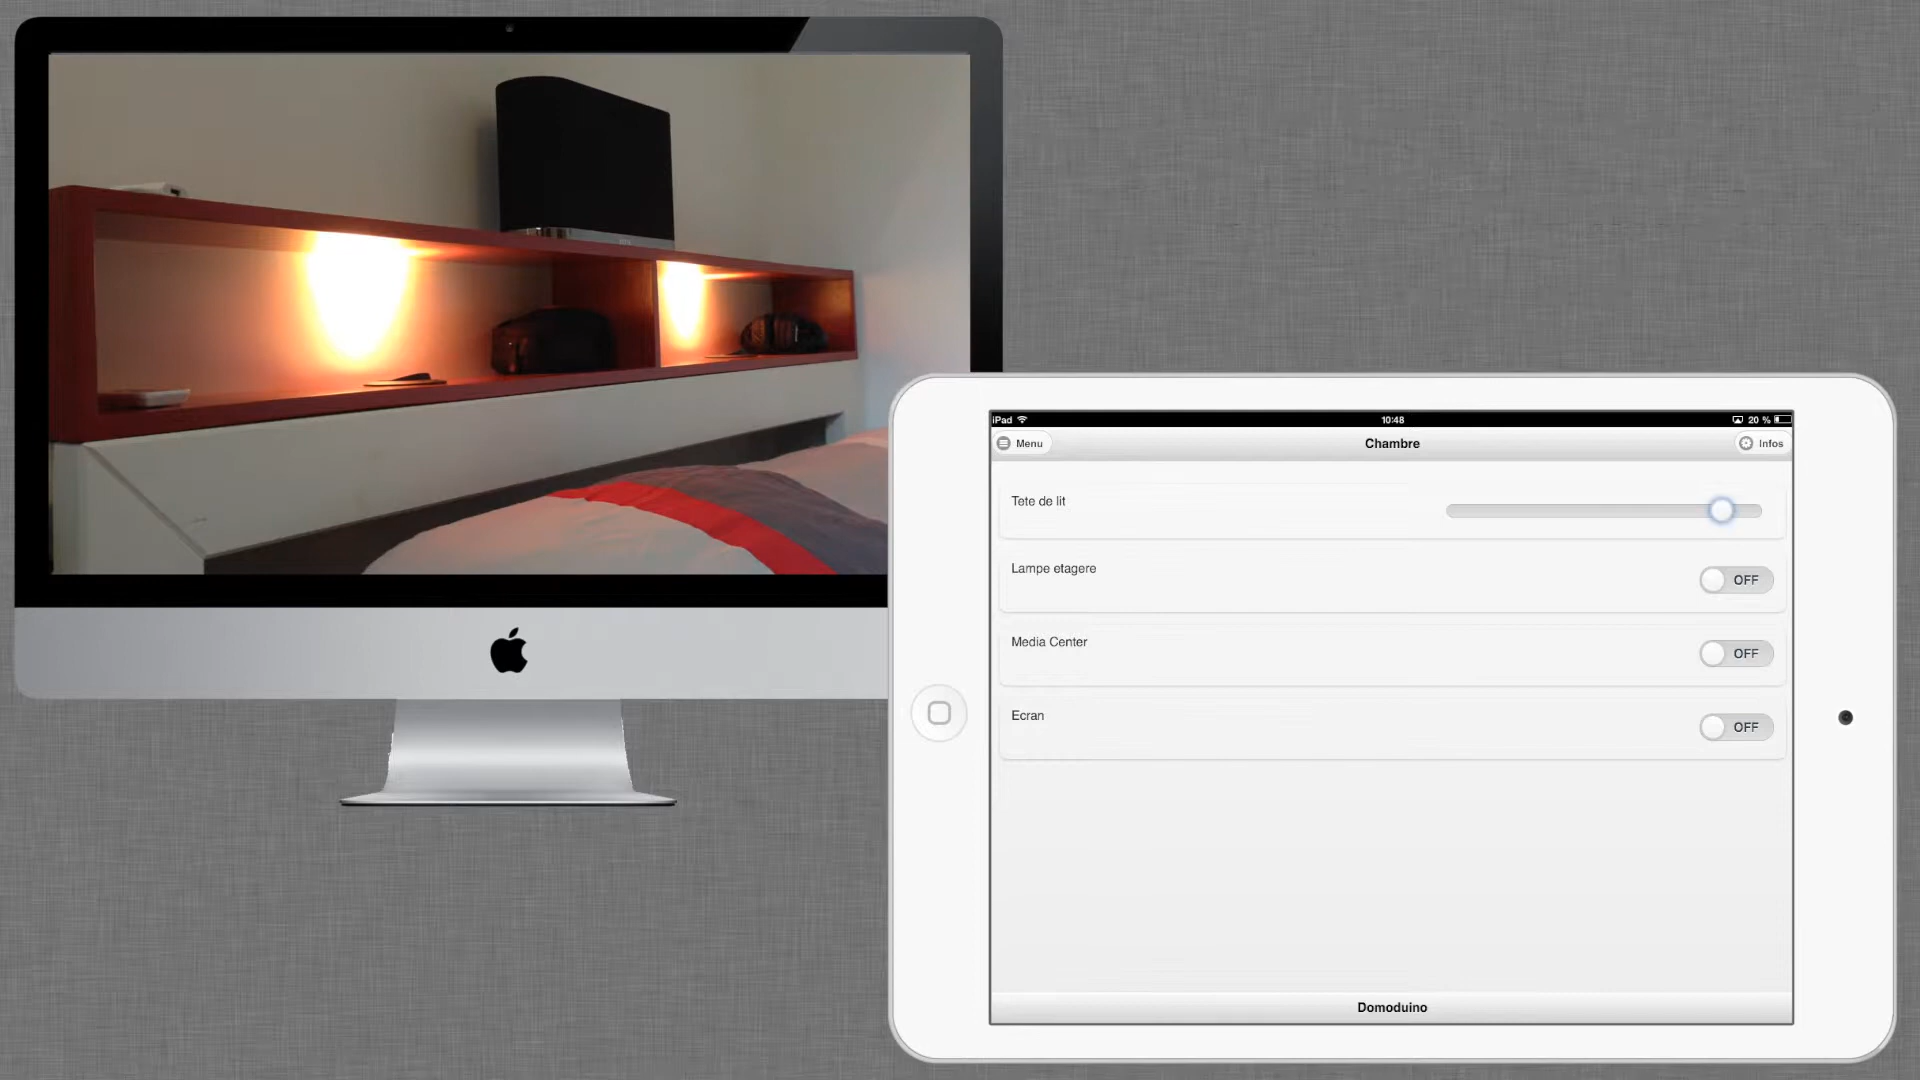 iPad 10:48 20 %
Menu Chambre Infos
Tete de lit
Lampe etagere OFF
Media Center OFF
Ecran OFF
Domoduino